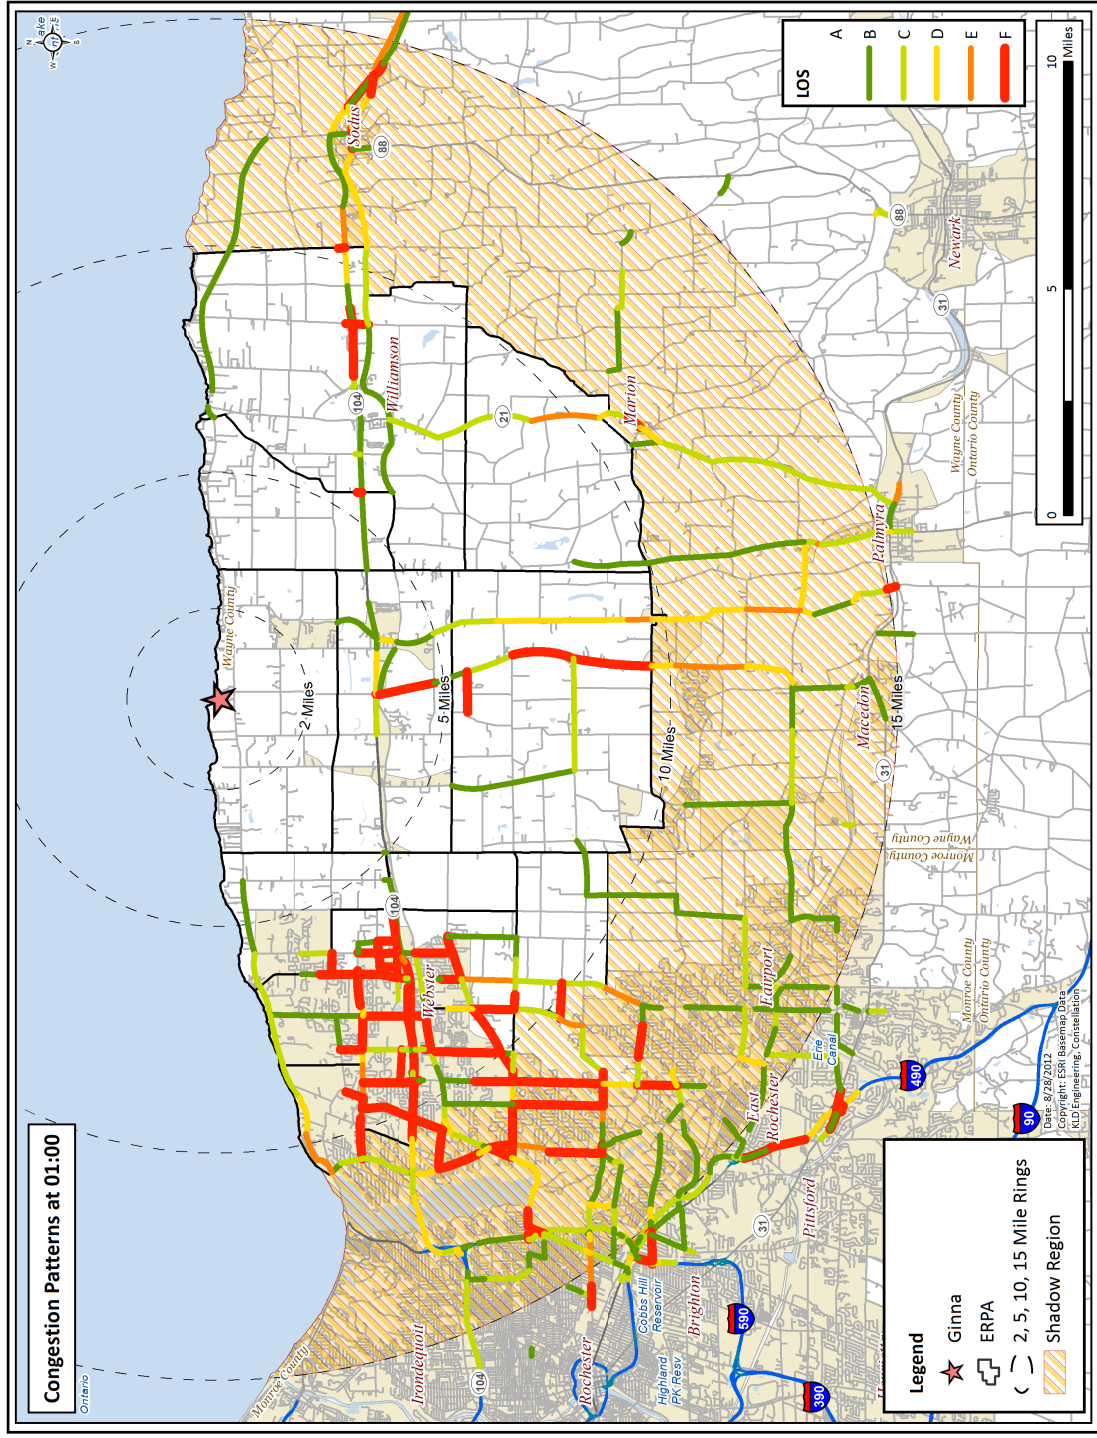 Congestion Patterns at 01:00
Ontario
Lake
N
E
S
W
LOS
A
B
C
D
E
F
10
5
0
Miles
Sodus
88
Williamson
104
21
Marion
Newark
88
31
Wayne County
Ontario County
Palmyra
Wayne County
2-Miles
5-Miles
10 Miles
15-Miles
Macedon
31
Wayne County
Monroe County
104
Webster
Fairport
Monroe County
Ontario County
Erie
Canal
East
Rochester
490
90
Pittsford
31
Irondequoit
Monroe County
104
Rochester
Cobbs Hill
Reservoir
Highland
PK Resv
Brighton
590
390
Date: 8/28/2012
Copyright: ESRI Basemap Data
KLD Engineering, Constellation
Legend
Ginna
ERPA
2, 5, 10, 15 Mile Rings
Shadow Region